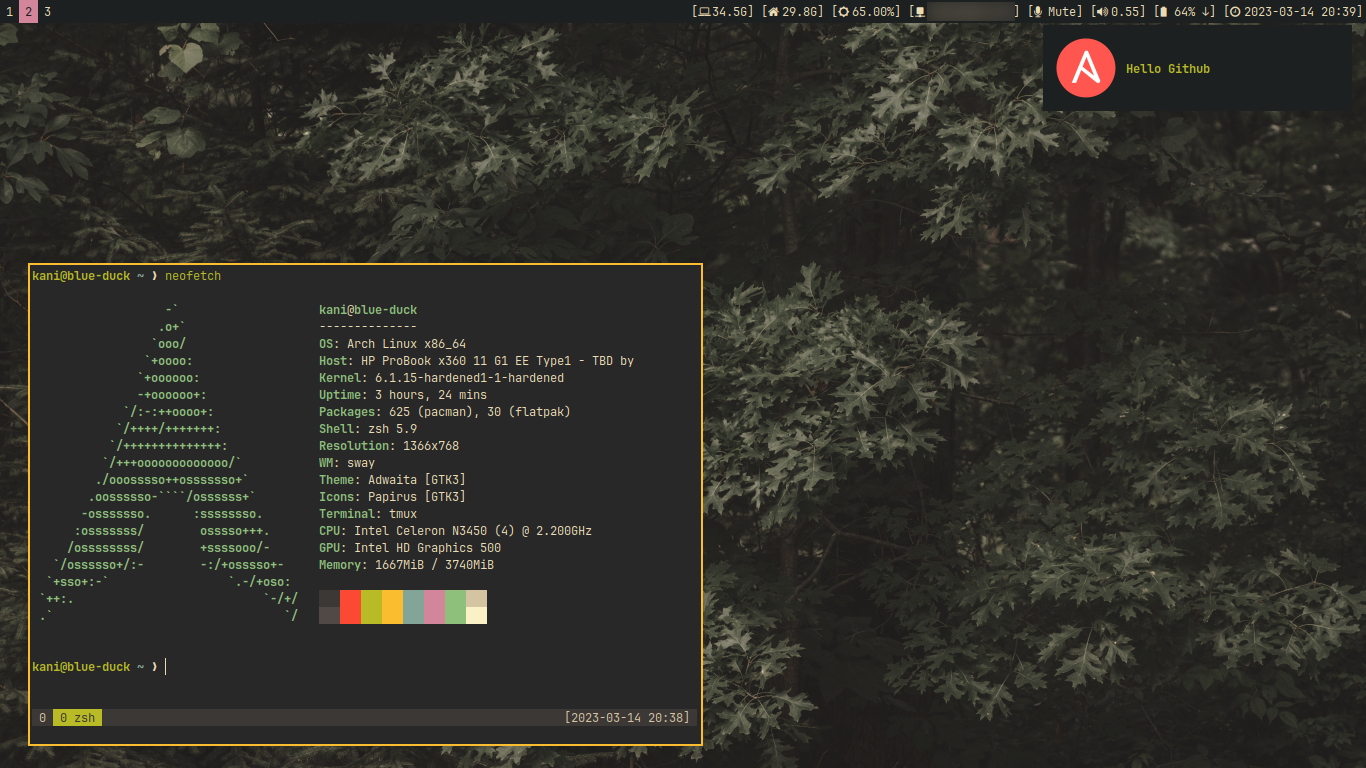 1 2 3 [34.5G] [29.8G] [65.00%] [ ] [ Mute] [0.55] [ 64% ↓] [2023-03-14 20:39]
Hello Github
kani@blue-duck ~ ❯ neofetch
-`                    kani@blue-duck
.o+`                   --------------
`ooo/                   OS: Arch Linux x86_64
`+oooo:                  Host: HP ProBook x360 11 G1 EE Type1 - TBD by
`+oooooo:                 Kernel: 6.1.15-hardened1-1-hardened
-+oooooo+:                Uptime: 3 hours, 24 mins
`/:-:++oooo+:               Packages: 625 (pacman), 30 (flatpak)
`/++++/+++++++:              Shell: zsh 5.9
`/++++++++++++++:             Resolution: 1366x768
`/+++ooooooooooooo/`           WM: sway
./ooosssso++osssssso+`          Theme: Adwaita [GTK3]
.oossssso-````/ossssss+`         Icons: Papirus [GTK3]
-osssssso.      :ssssssso.        Terminal: tmux
:osssssss/        osssso+++.       CPU: Intel Celeron N3450 (4) @ 2.200GHz
/ossssssss/        +ssssooo/-       GPU: Intel HD Graphics 500
`/ossssso+/:-        -:/+osssso+-     Memory: 1667MiB / 3740MiB
`+sso+:-`                 `.-/+oso:
`++:.                           `-/+/
.`                                 `/
kani@blue-duck ~ ❯
0 0 zsh [2023-03-14 20:38]